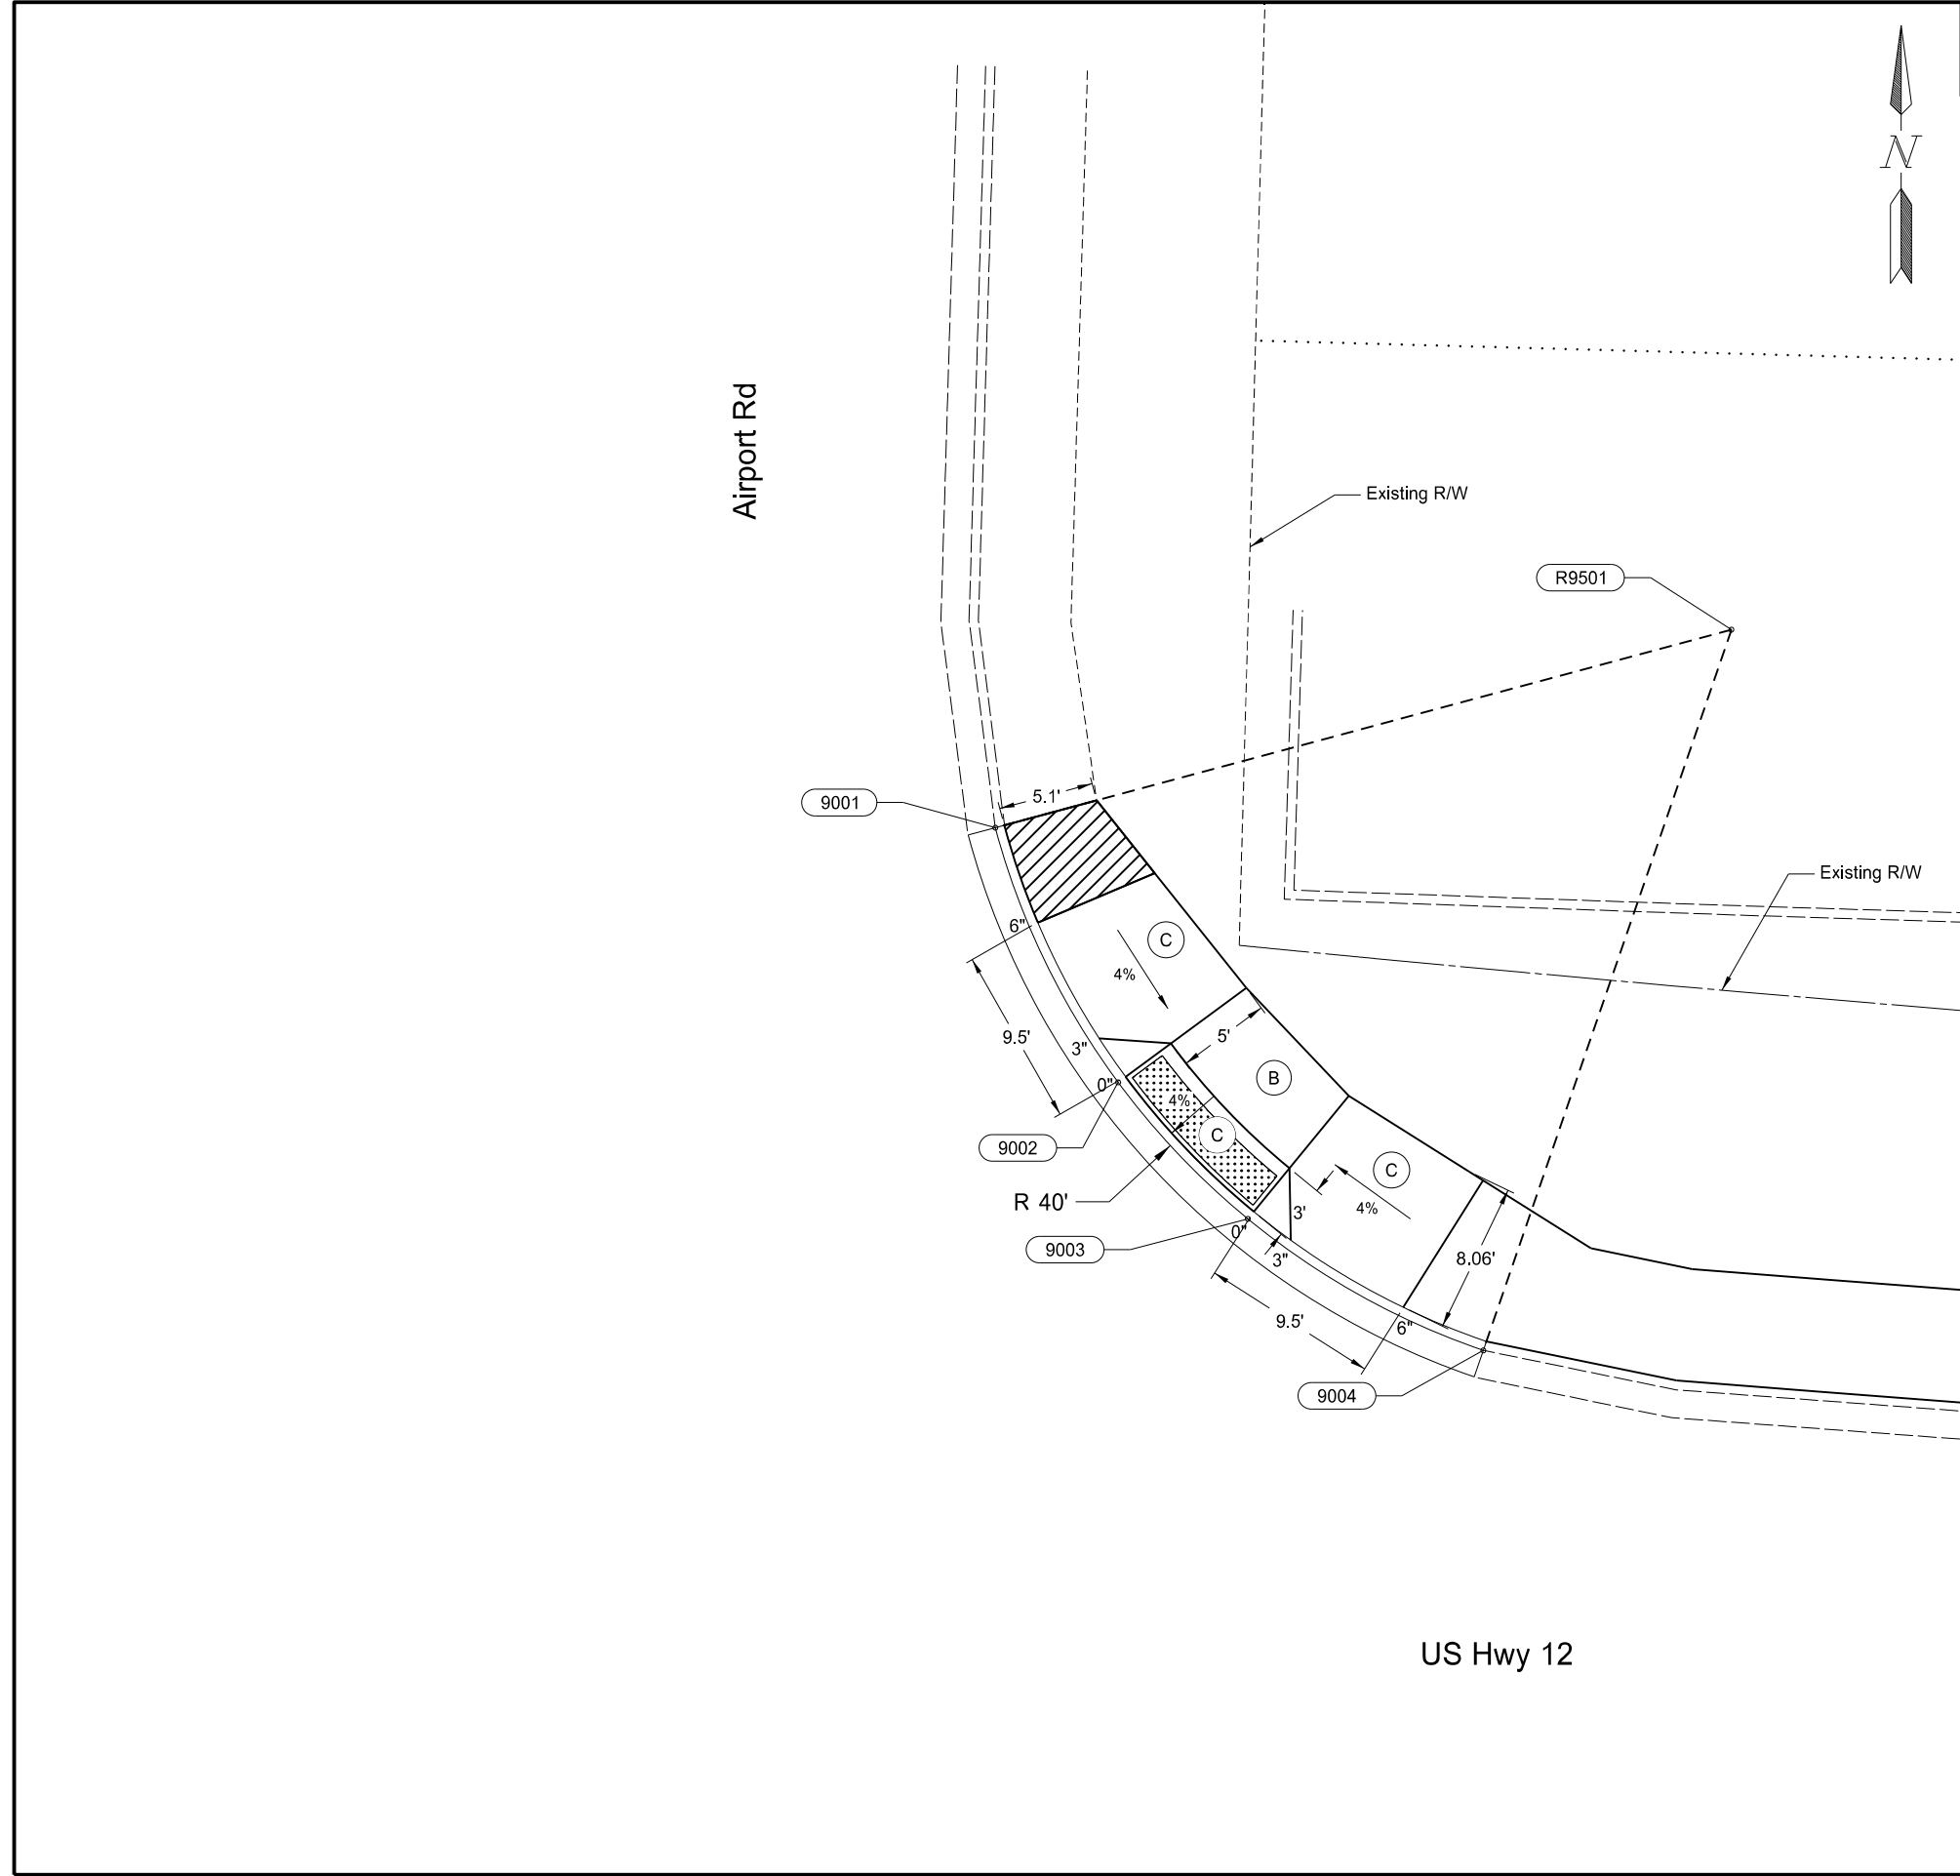 N
Airport Rd
Existing R/W
R9501
5.1'
9001
Existing R/W
6"
C
4%
9.5'
3"
5'
B
0"
4%
C
9002
C
R 40'
3'
4%
0"
9003
3"
8.06'
9.5'
6"
9004
US Hwy 12